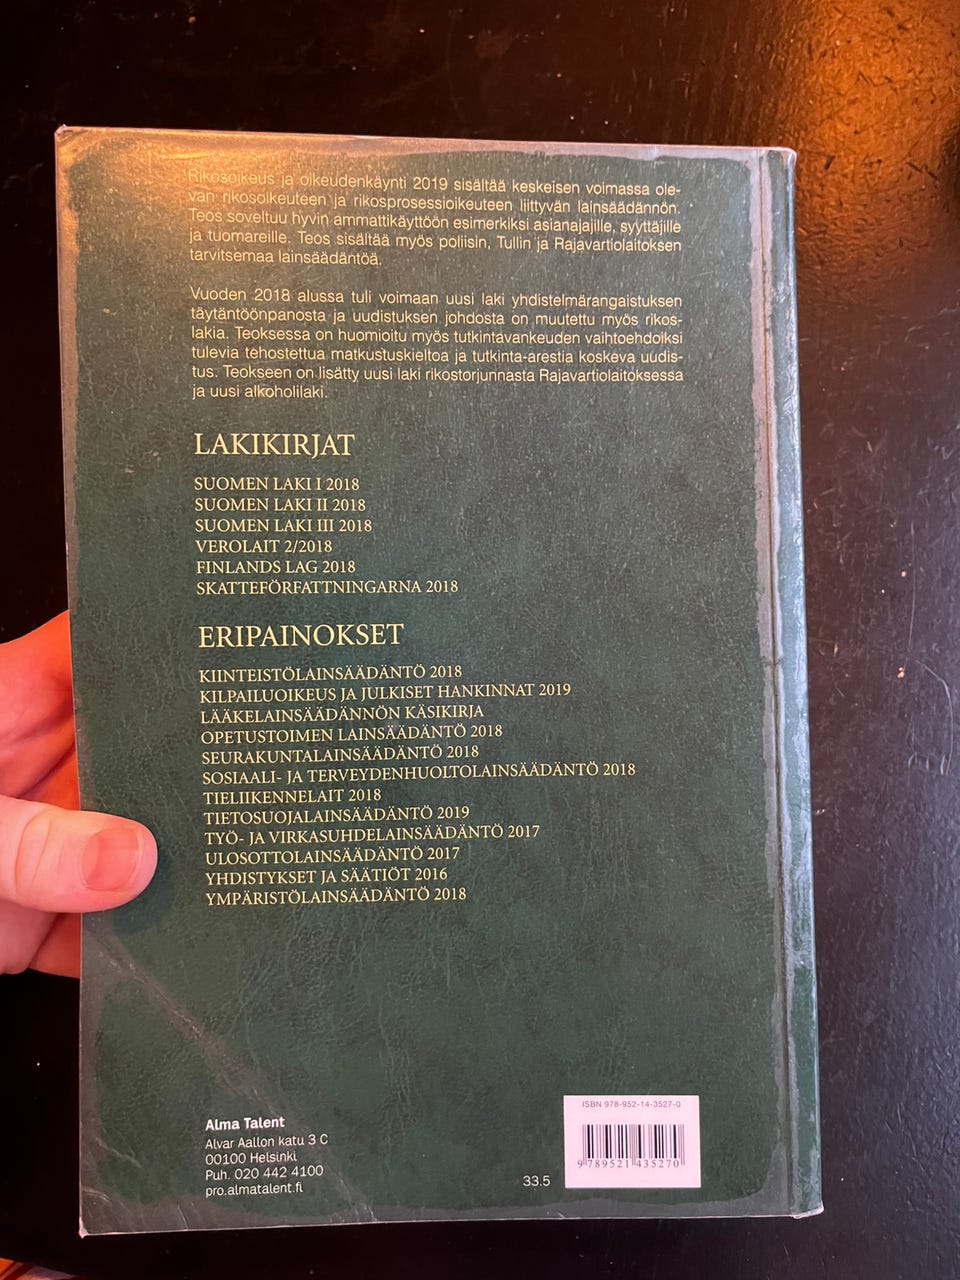 Rikosoikeus ja oikeudenkäynti 2019 sisältää keskeisen voimassa ole-
van rikosoikeuteen ja rikosprosessioikeuteen liittyvän lainsäädännön.
Teos soveltuu hyvin ammattikäyttöön esimerkiksi asianajajille, syyttäjille
ja tuomareille. Teos sisältää myös poliisin, Tullin ja Rajavartiolaitoksen
tarvitsemaa lainsäädäntöä.
Vuoden 2018 alussa tuli voimaan uusi laki yhdistelmärangaistuksen
täytäntöönpanosta ja uudistuksen johdosta on muutettu myös rikos-
lakia. Teoksessa on huomioitu myös tutkintavankeuden vaihtoehdoiksi
tulevia tehostettua matkustuskieltoa ja tutkinta-arestia koskeva uudis-
tus. Teokseen on lisätty uusi laki rikostorjunnasta Rajavartiolaitoksessa
ja uusi alkoholilaki.
LAKIKIRJAT
SUOMEN LAKI I 2018
SUOMEN LAKI II 2018
SUOMEN LAKI III 2018
VEROLAIT 2/2018
FINLANDS LAG 2018
SKATTEFÖRFATTNINGARNA 2018
ERIPAINOKSET
KIINTEISTÖLAINSÄÄDÄNTÖ 2018
KILPAILUOIKEUS JA JULKISET HANKINNAT 2019
LÄÄKELAINSÄÄDÄNNÖN KÄSIKIRJA
OPETUSTOIMEN LAINSÄÄDÄNTÖ 2018
SEURAKUNTALAINSÄÄDÄNTÖ 2018
SOSIAALI- JA TERVEYDENHUOLTOLAINSÄÄDÄNTÖ 2018
TIELIIKENNELAIT 2018
TIETOSUOJALAINSÄÄDÄNTÖ 2019
TYÖ- JA VIRKASUHDELAINSÄÄDÄNTÖ 2017
ULOSOTTOLAINSÄÄDÄNTÖ 2017
YHDISTYKSET JA SÄÄTIÖT 2016
YMPÄRISTÖLAINSÄÄDÄNTÖ 2018
Alma Talent
Alvar Aallon katu 3 C
00100 Helsinki
Puh. 020 442 4100
pro.almatalent.fi
33.5
ISBN 978-952-14-3527-0
9 789521 435270